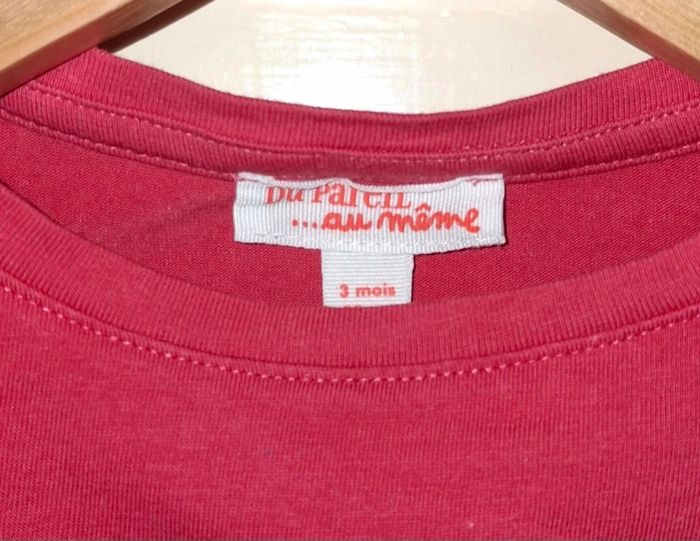 Du Pareil
...au même
3 mois